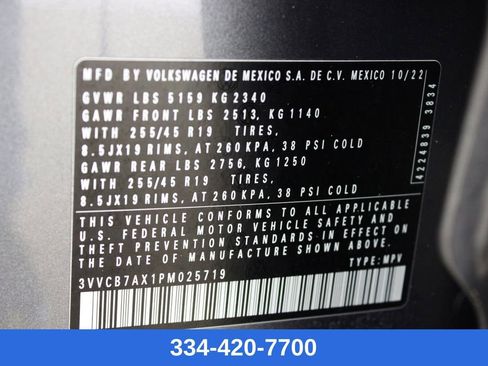 MFD BY VOLKSWAGEN DE MEXICO S.A. DE C.V. MEXICO 10/22
GVWR LBS 5159 KG 2340
GAWR FRONT LBS 2513, KG 1140
WITH 255/45 R19 TIRES,
8.5JX19 RIMS, AT 260 KPA, 38 PSI COLD
GAWR REAR LBS 2756, KG 1250
WITH 255/45 R19 TIRES,
8.5JX19 RIMS, AT 260 KPA, 38 PSI COLD
THIS VEHICLE CONFORMS TO ALL APPLICABLE
U.S. FEDERAL MOTOR VEHICLE SAFETY AND
THEFT PREVENTION STANDARDS IN EFFECT ON
THE DATE OF MANUFACTURE SHOWN ABOVE.
3VVCB7AX1PM025719 TYPE: MPV
4224839 3834
334-420-7700